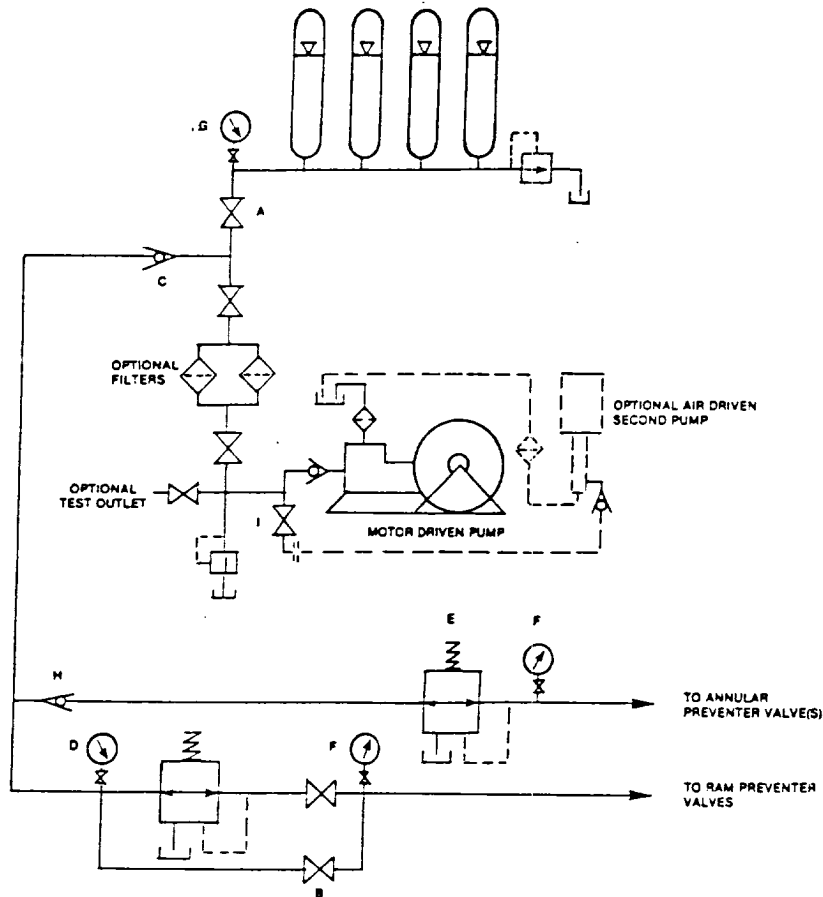 G
A
C
OPTIONAL
FILTERS
OPTIONAL AIR DRIVEN
SECOND PUMP
OPTIONAL
TEST OUTLET
I
MOTOR DRIVEN PUMP
E
F
H
TO ANNULAR
PREVENTER VALVE(S)
D
F
TO RAM PREVENTER
VALVES
B